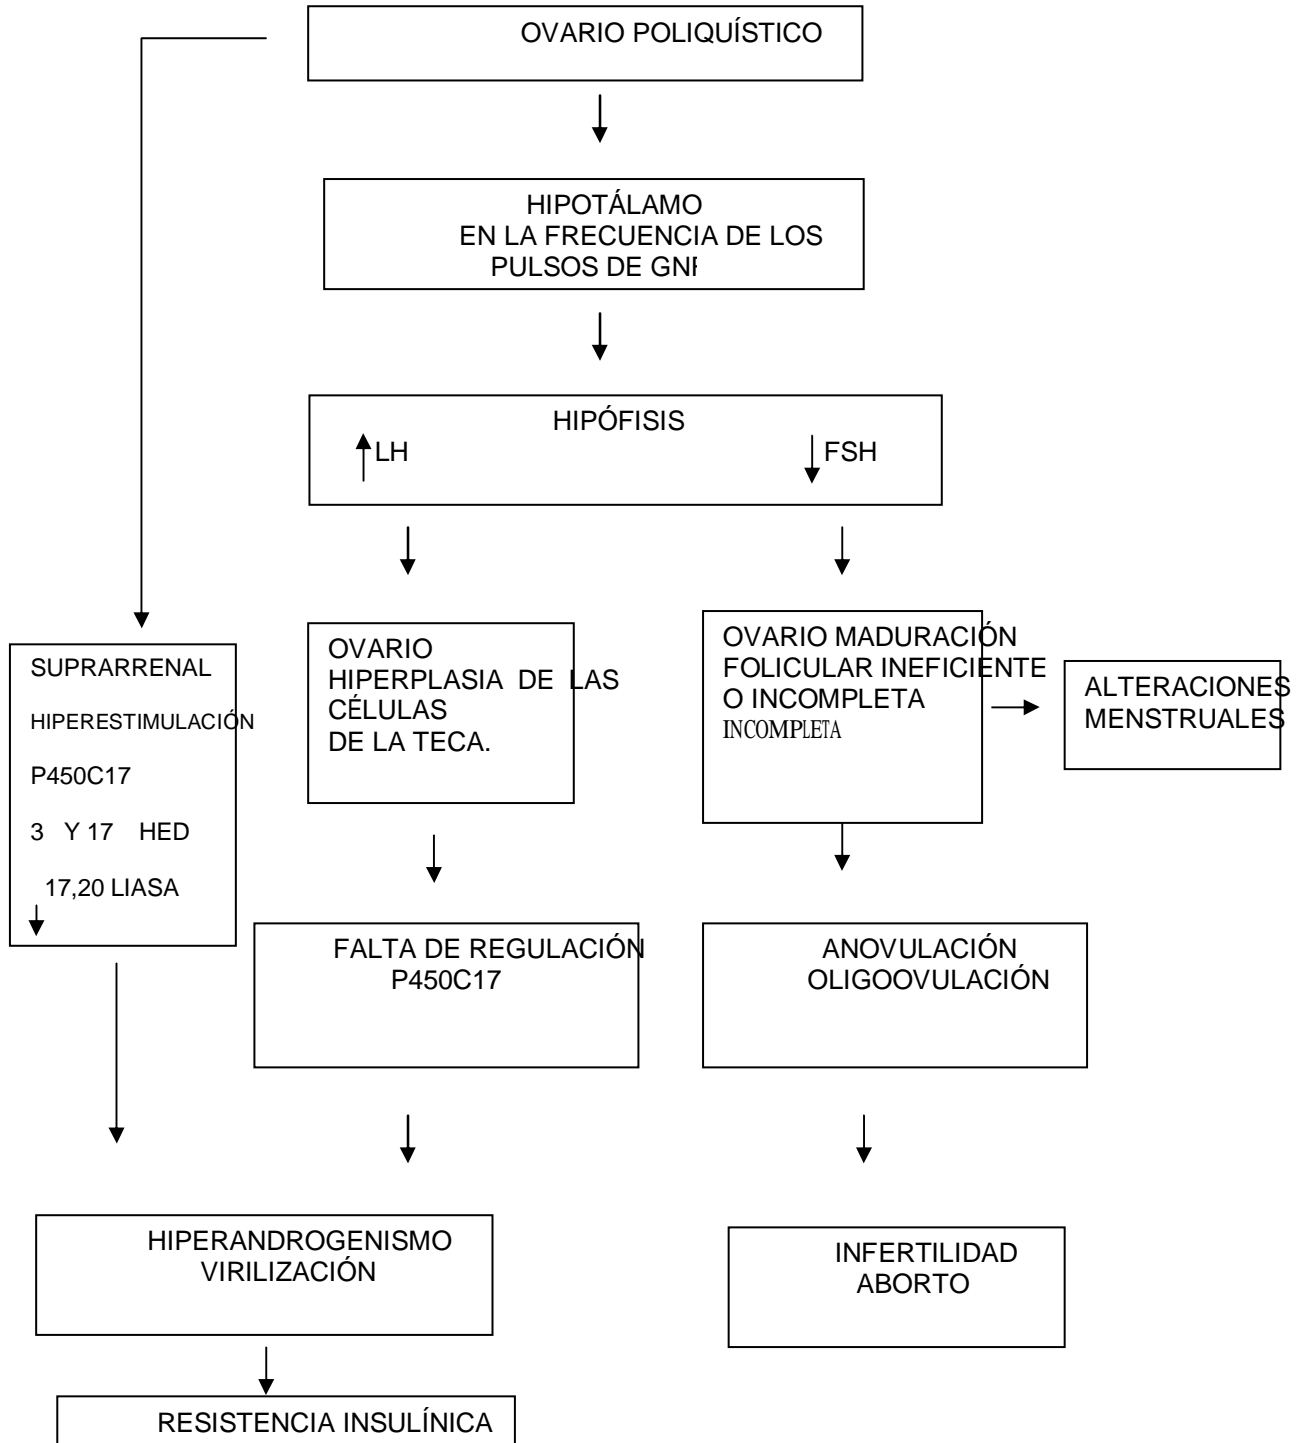 OVARIO POLIQUÍSTICO
HIPOTÁLAMO
EN LA FRECUENCIA DE LOS
PULSOS DE
HIPÓFISIS
LH
FSH
SUPRARRENAL
HIPERESTIMULACIÓN
P450C17
3 Y 17 HED
17,20 LIASA
OVARIO
HIPERPLASIA DE LAS
CÉLULAS
DE LA TECA.
OVARIO MADURACIÓN
FOLICULAR INEFICIENTE
O INCOMPLETA
INCOMPLETA
ALTERACIONES
MENSTRUALES
FALTA DE REGULACIÓN
P450C17
ANOVULACIÓN
OLIGOOVULACIÓN
HIPERANDROGENISMO
VIRILIZACIÓN
INFERTILIDAD
ABORTO
RESISTENCIA INSULÍNICA